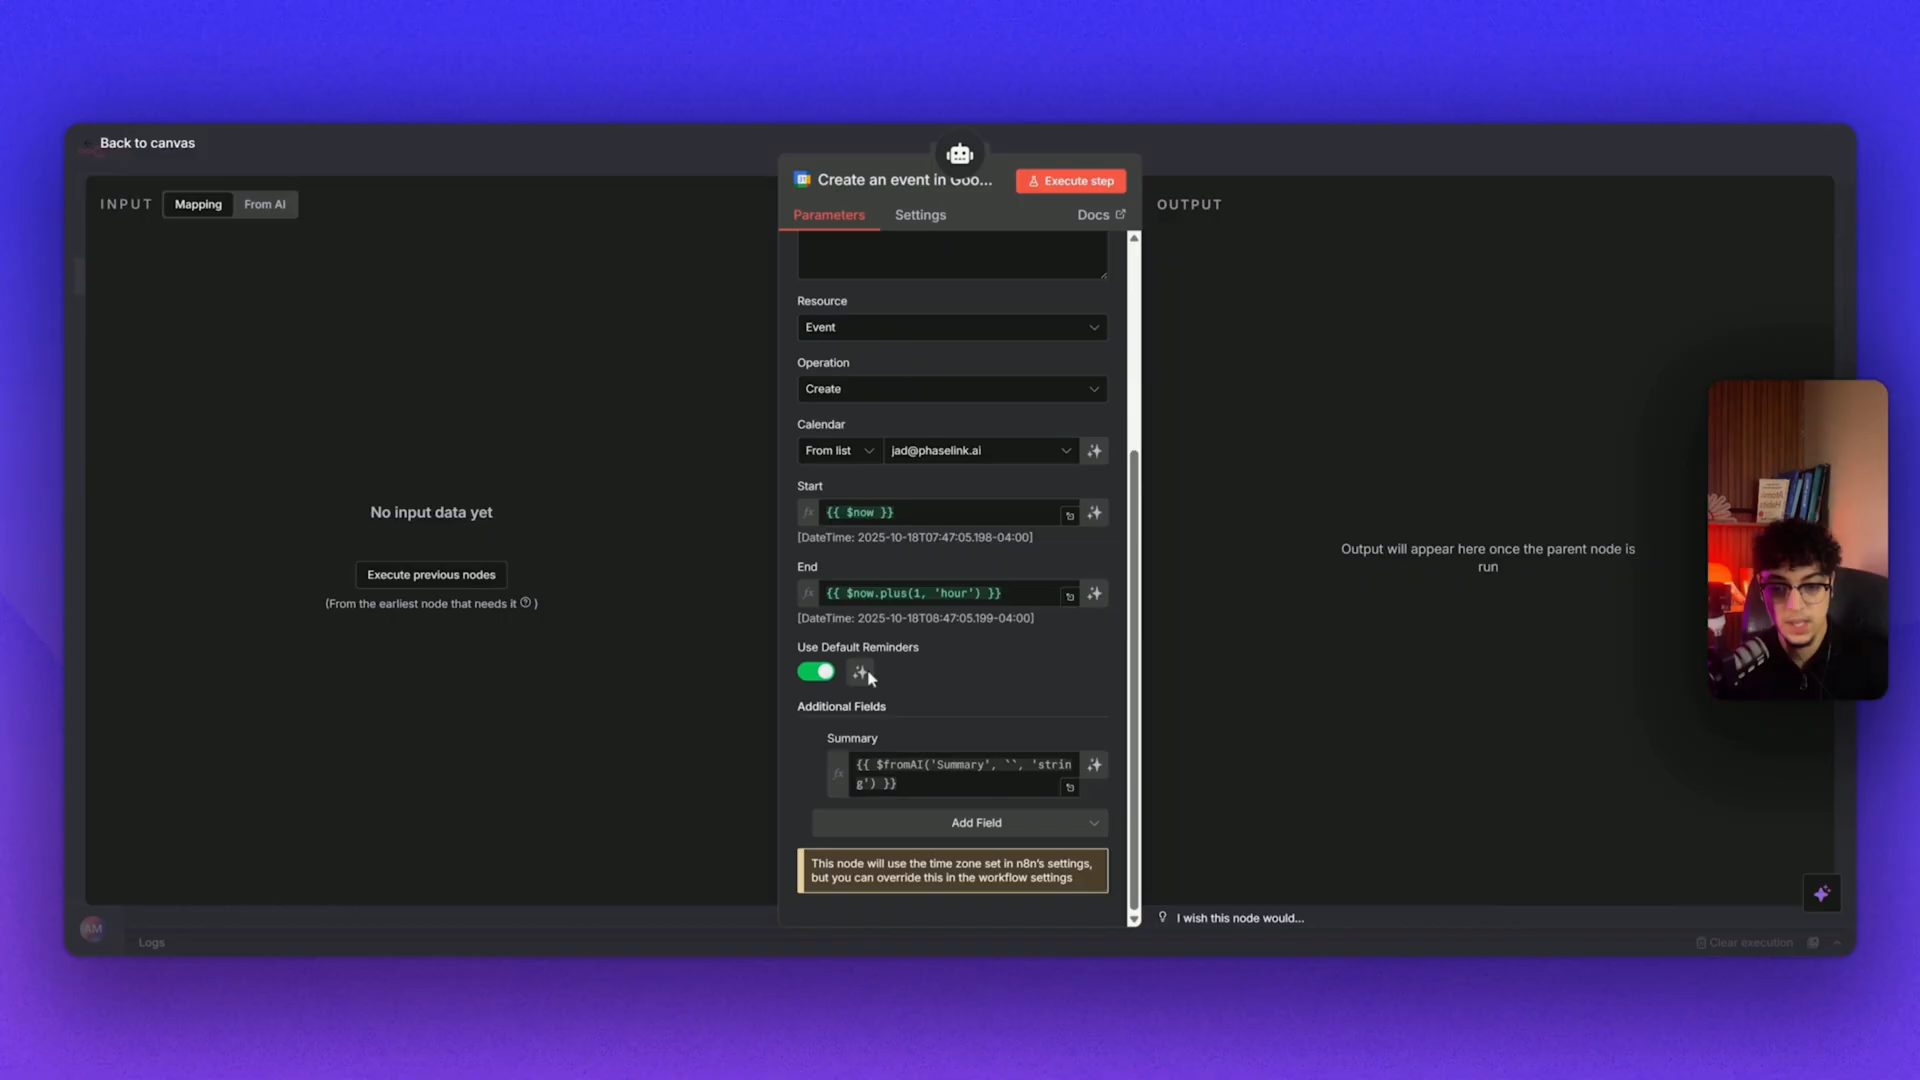 Back to canvas
INPUT
Mapping
From AI
No input data yet
Execute previous nodes
(From the earliest node that needs it ? )
Create an event in Goo...
Execute step
Parameters
Settings
Docs
Resource
Event
Operation
Create
Calendar
From list
jad@phaselink.ai
Start
fx {{ $now }}
[DateTime: 2025-10-18T07:47:05.198-04:00]
End
fx {{ $now.plus(1, 'hour') }}
[DateTime: 2025-10-18T08:47:05.199-04:00]
Use Default Reminders
Additional Fields
Summary
fx {{ $fromAI('Summary', ``, 'strin
g') }}
Add Field
This node will use the time zone set in n8n's settings,
but you can override this in the workflow settings
OUTPUT
Output will appear here once the parent node is
run
I wish this node would...
AM
Logs
Clear execution